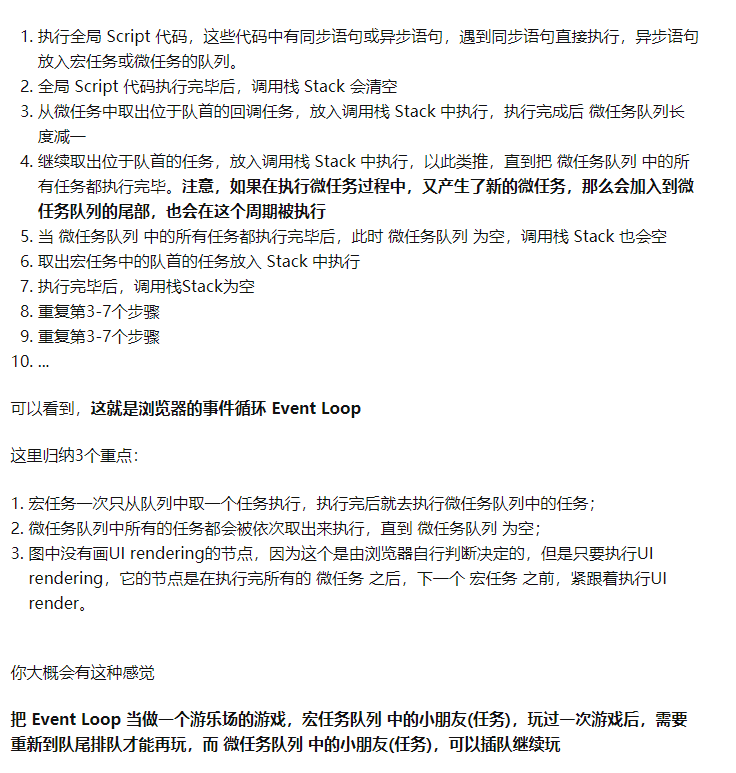 1. 执行全局 Script 代码，这些代码中有同步语句或异步语句，遇到同步语句直接执行，异步语句
放入宏任务或微任务的队列。
2. 全局 Script 代码执行完毕后，调用栈 Stack 会清空
3. 从微任务中取出位于队首的回调任务，放入调用栈 Stack 中执行，执行完成后 微任务队列长
度减一
4. 继续取出位于队首的任务，放入调用栈 Stack 中执行，以此类推，直到把 微任务队列 中的所
有任务都执行完毕。注意，如果在执行微任务过程中，又产生了新的微任务，那么会加入到微
任务队列的尾部，也会在这个周期被执行
5. 当 微任务队列 中的所有任务都执行完毕后，此时 微任务队列 为空，调用栈 Stack 也会空
6. 取出宏任务中的队首的任务放入 Stack 中执行
7. 执行完毕后，调用栈Stack为空
8. 重复第3-7个步骤
9. 重复第3-7个步骤
10. ...
可以看到，这就是浏览器的事件循环 Event Loop
这里归纳3个重点：
1. 宏任务一次只从队列中取一个任务执行，执行完后就去执行微任务队列中的任务；
2. 微任务队列中所有的任务都会被依次取出来执行，直到 微任务队列 为空；
3. 图中没有画UI rendering的节点，因为这个是由浏览器自行判断决定的，但是只要执行UI
rendering，它的节点是在执行完所有的 微任务 之后，下一个 宏任务 之前，紧跟着执行UI
render。
你大概会有这种感觉
把 Event Loop 当做一个游乐场的游戏，宏任务队列 中的小朋友(任务)，玩过一次游戏后，需要
重新到队尾排队才能再玩，而 微任务队列 中的小朋友(任务)，可以插队继续玩